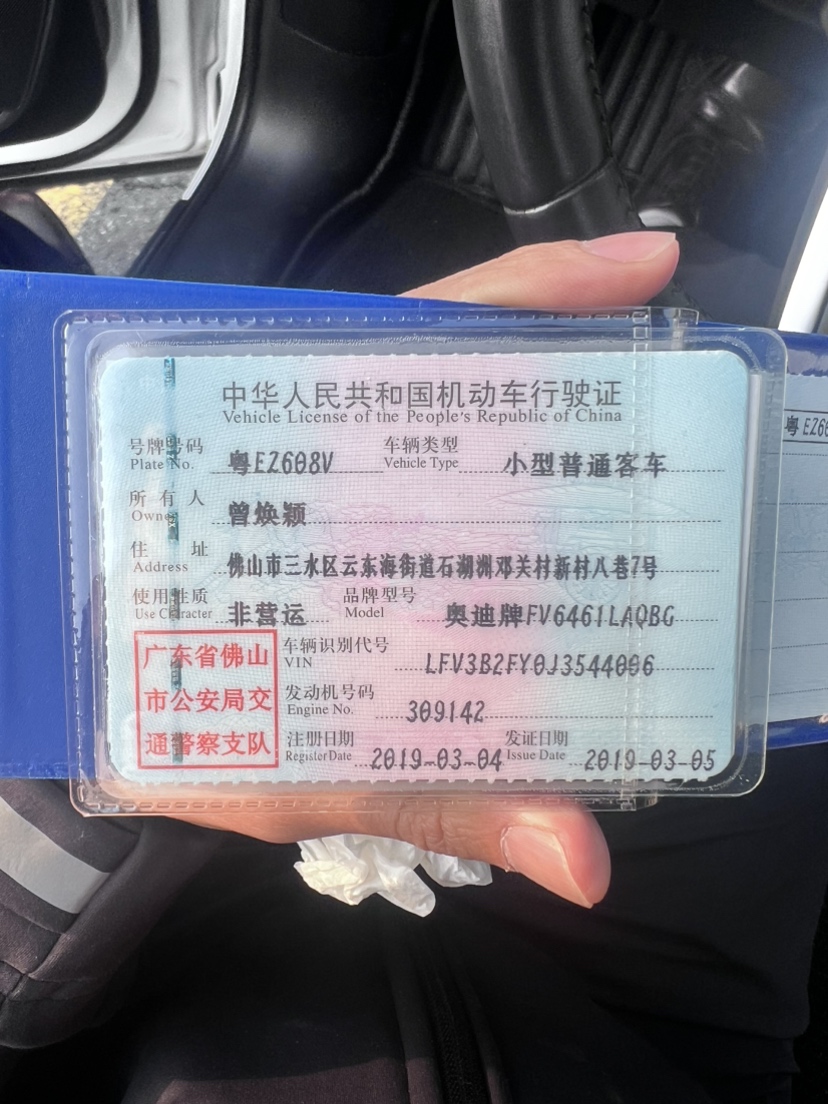 中华人民共和国机动车行驶证
Vehicle License of the People's Republic of China
号牌号码 粤EZ608V 车辆类型 小型普通客车
Plate No. Vehicle Type
所有人 曾焕颖
Owner
住址 佛山市三水区云东海街道石湖洲邓关村新村八巷7号
Address
使用性质 非营运 品牌型号 奥迪牌FV6461LAQBG
Use Character Model
广东省佛山
市公安局交
通警察支队
车辆识别代号 LFV3B2FY0J3544096
VIN
发动机号码 309142
Engine No.
注册日期 2019-03-04 发证日期 2019-03-05
Register Date Issue Date
粤EZ60